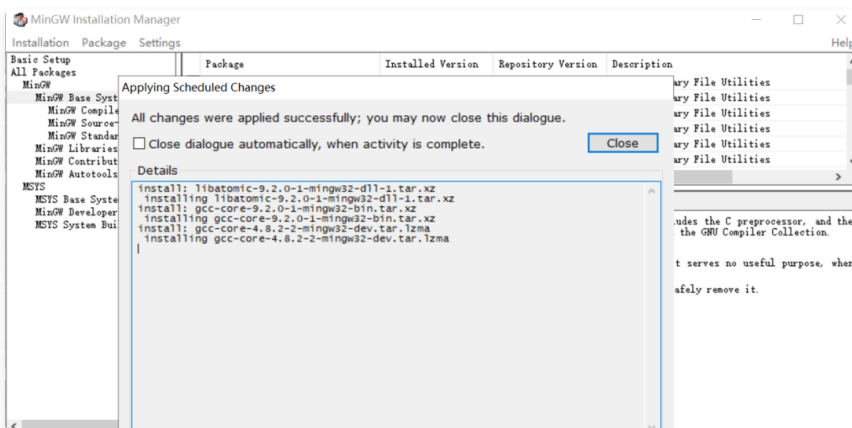 MinGW Installation Manager
Installation Package Settings Help
Basic Setup
All Packages
MinGW
MinGW Base Syst
MinGW Compile
MinGW Source-
MinGW Standar
MinGW Libraries
MinGW Contribut
MinGW Autotools
MSYS
MSYS Base Syste
MinGW Developer
MSYS System Bui
Package Installed Version Repository Version Description
ary File Utilities
ary File Utilities
ary File Utilities
ary File Utilities
ary File Utilities
ary File Utilities
Applying Scheduled Changes
All changes were applied successfully; you may now close this dialogue.
Close dialogue automatically, when activity is complete.
Close
Details
install: libatomic-9.2.0-1-mingw32-dll-1.tar.xz
installing libatomic-9.2.0-1-mingw32-dll-1.tar.xz
install: gcc-core-9.2.0-1-mingw32-bin.tar.xz
installing gcc-core-9.2.0-1-mingw32-bin.tar.xz
install: gcc-core-4.8.2-2-mingw32-dev.tar.lzma
installing gcc-core-4.8.2-2-mingw32-dev.tar.lzma
udes the C preprocessor, and the
the GNU Compiler Collection.
t serves no useful purpose, when
afely remove it.